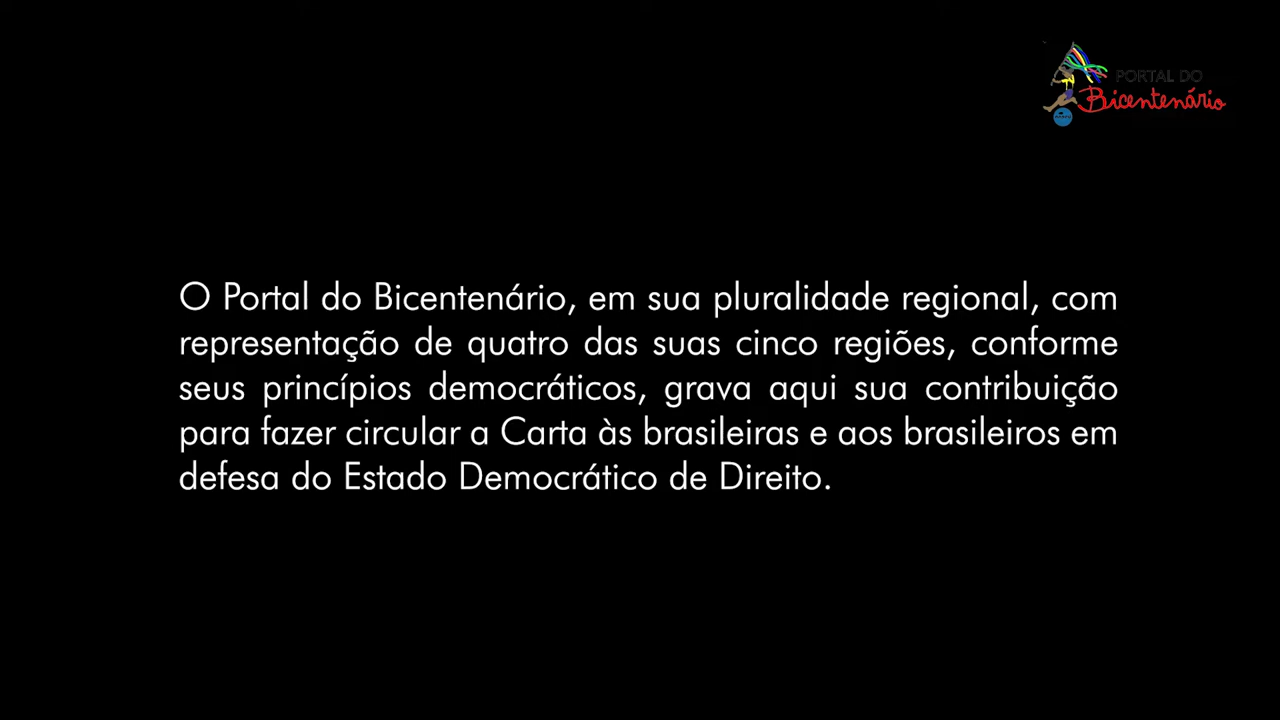 PORTAL DO
Bicentenário
O Portal do Bicentenário, em sua pluralidade regional, com
representação de quatro das suas cinco regiões, conforme
seus princípios democráticos, grava aqui sua contribuição
para fazer circular a Carta às brasileiras e aos brasileiros em
defesa do Estado Democrático de Direito.